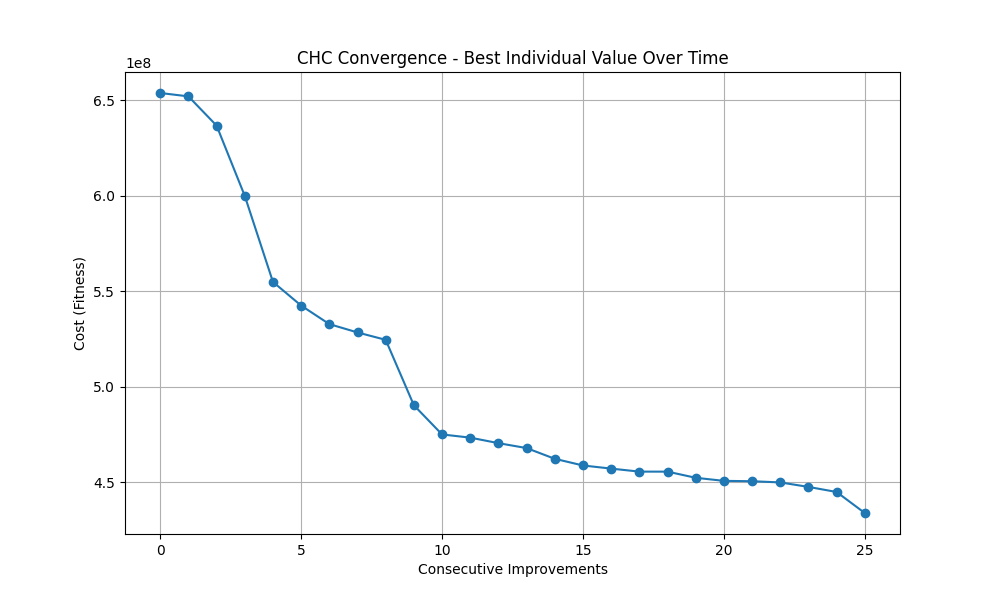 CHC Convergence - Best Individual Value Over Time
1e8
6.5
6.0
5.5
5.0
4.5
Cost (Fitness)
0 5 10 15 20 25
Consecutive Improvements